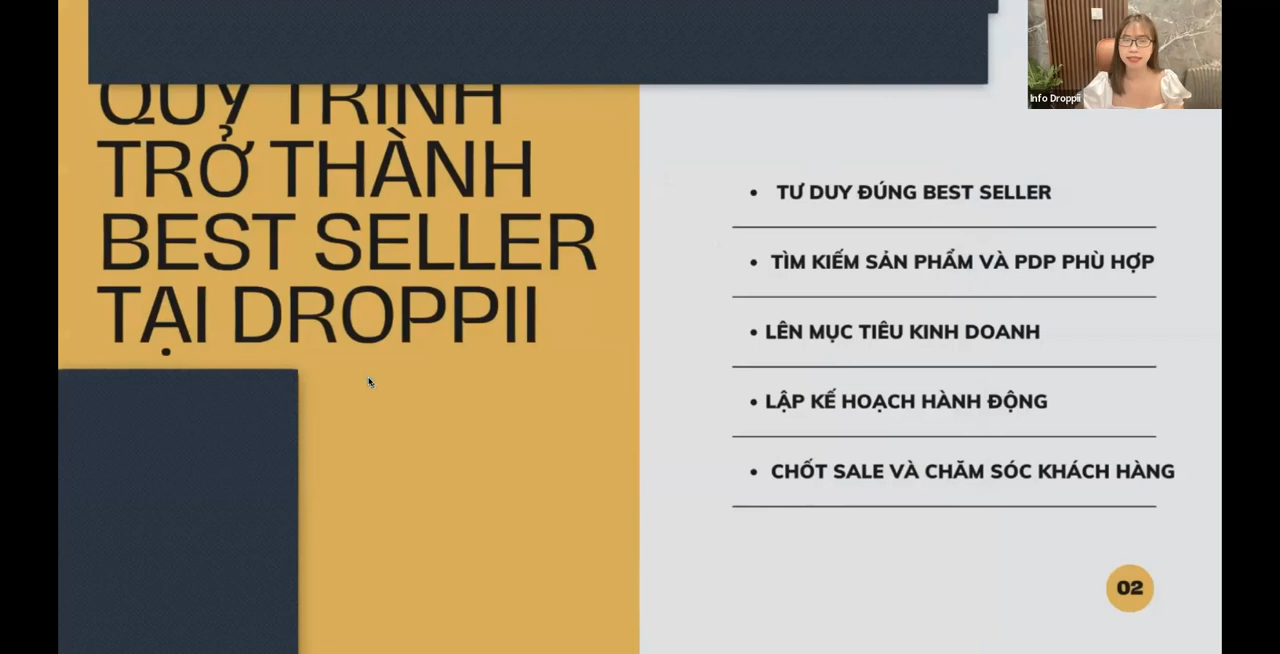 QUY TRÌNH
TRỞ THÀNH
BEST SELLER
TẠI DROPPII
• TƯ DUY ĐÚNG BEST SELLER
• TÌM KIẾM SẢN PHẨM VÀ PDP PHÙ HỢP
• LÊN MỤC TIÊU KINH DOANH
• LẬP KẾ HOẠCH HÀNH ĐỘNG
• CHỐT SALE VÀ CHĂM SÓC KHÁCH HÀNG
02
Info Droppii